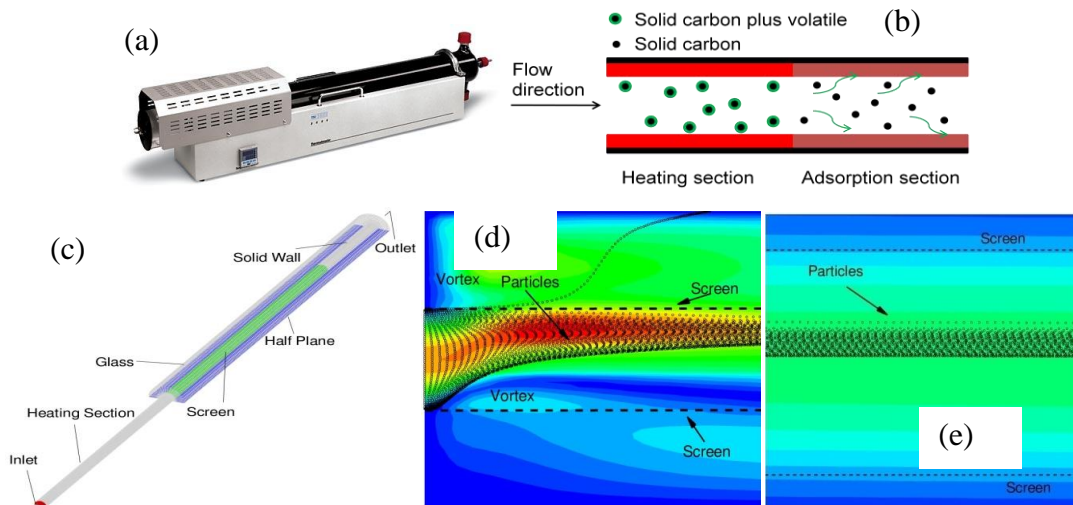 (a)
Solid carbon plus volatile
(b)
Solid carbon
Flow
direction
Heating section
Adsorption section
(c)
Outlet
Solid Wall
Half Plane
Glass
Screen
Heating Section
Inlet
(d)
Vortex
Particles
Screen
Vortex
Screen
Screen
Particles
(e)
Screen